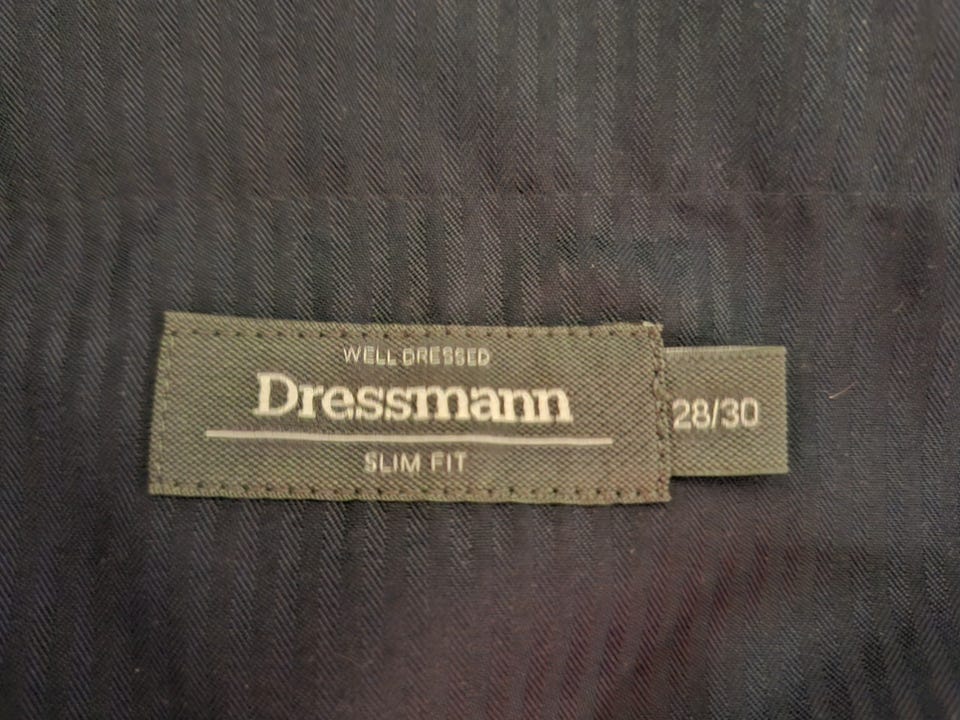 WELL DRESSED
Dressmann
SLIM FIT
28/30